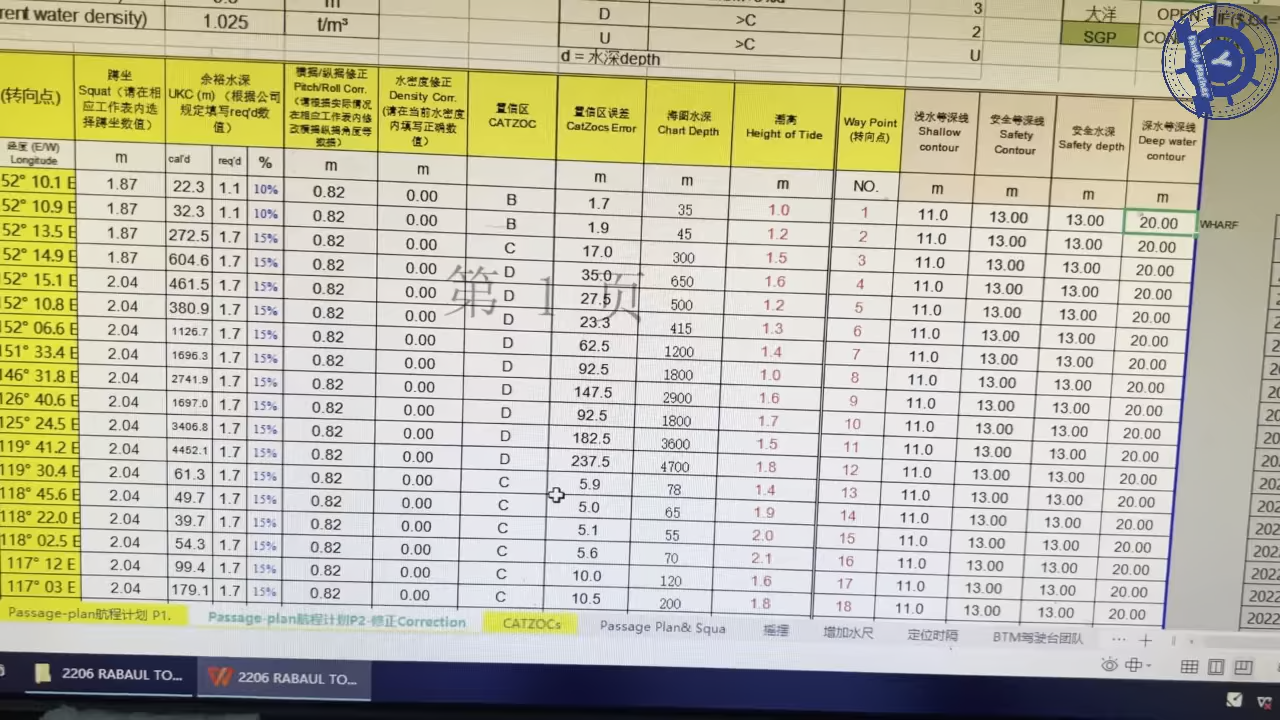 rent water density)
1.025
t/m³
D
>C
3
大洋
OPEN
U
>C
2
SGP
d = 水深depth
U
(转向点)
蹲坐
Squat（请在相
应工作表内选
择蹲坐数值）
余裕水深
UKC (m)（根据公司
规定填写req'd数
值）
横摇/纵摇修正
Pitch/Roll Corr.
（请根据实际情况
在相应工作表内修
改横摇纵摇角度等
数据）
水密度修正
Density Corr.
(请在当前水密度
内填写正确数
值）
置信区
CATZOC
置信区误差
CatZocs Error
海图水深
Chart Depth
潮高
Height of Tide
Way Point
(转向点)
浅水等深线
Shallow
contour
安全等深线
Safety
Contour
安全水深
Safety depth
深水等深线
Deep water
contour
经度 (E/W)
Longitude
m cal'd req'd % m m m m m NO. m m m m
52° 10.1 E 1.87 22.3 1.1 10% 0.82 0.00 B 1.7 35 1.0 1 11.0 13.00 13.00 20.00 WHARF
52° 10.9 E 1.87 32.3 1.1 10% 0.82 0.00 B 1.9 45 1.2 2 11.0 13.00 13.00 20.00
52° 13.5 E 1.87 272.5 1.7 15% 0.82 0.00 C 17.0 300 1.5 3 11.0 13.00 13.00 20.00
52° 14.9 E 1.87 604.6 1.7 15% 0.82 0.00 D 35.0 650 1.6 4 11.0 13.00 13.00 20.00
52° 15.1 E 2.04 461.5 1.7 15% 0.82 0.00 D 27.5 500 1.2 5 11.0 13.00 13.00 20.00
52° 10.8 E 2.04 380.9 1.7 15% 0.82 0.00 D 23.3 415 1.3 6 11.0 13.00 13.00 20.00
52° 06.6 E 2.04 1126.7 1.7 15% 0.82 0.00 D 62.5 1200 1.4 7 11.0 13.00 13.00 20.00
151° 33.4 E 2.04 1696.3 1.7 15% 0.82 0.00 D 92.5 1800 1.0 8 11.0 13.00 13.00 20.00
146° 31.8 E 2.04 2741.9 1.7 15% 0.82 0.00 D 147.5 2900 1.6 9 11.0 13.00 13.00 20.00
126° 40.6 E 2.04 1697.0 1.7 15% 0.82 0.00 D 92.5 1800 1.7 10 11.0 13.00 13.00 20.00
125° 24.5 E 2.04 3406.8 1.7 15% 0.82 0.00 D 182.5 3600 1.5 11 11.0 13.00 13.00 20.00
119° 41.2 E 2.04 4452.1 1.7 15% 0.82 0.00 D 237.5 4700 1.8 12 11.0 13.00 13.00 20.00
119° 30.4 E 2.04 61.3 1.7 15% 0.82 0.00 C 5.9 78 1.4 13 11.0 13.00 13.00 20.00
118° 45.6 E 2.04 49.7 1.7 15% 0.82 0.00 C 5.0 65 1.9 14 11.0 13.00 13.00 20.00
118° 22.0 E 2.04 39.7 1.7 15% 0.82 0.00 C 5.1 55 2.0 15 11.0 13.00 13.00 20.00
118° 02.5 E 2.04 54.3 1.7 15% 0.82 0.00 C 5.6 70 2.1 16 11.0 13.00 13.00 20.00
117° 12 E 2.04 99.4 1.7 15% 0.82 0.00 C 10.0 120 1.6 17 11.0 13.00 13.00 20.00
117° 03 E 2.04 179.1 1.7 15% 0.82 0.00 C 10.5 200 1.8 18 11.0 13.00 13.00 20.00
第 1 页
Passage-plan航程计划 P1.
Passage-plan航程计划P2-修正Correction
CATZOCs
Passage Plan& Squa
摇摆
增加水尺
定位时隔
BTM驾驶台团队
2206 RABAUL TO...
2206 RABAUL TO...